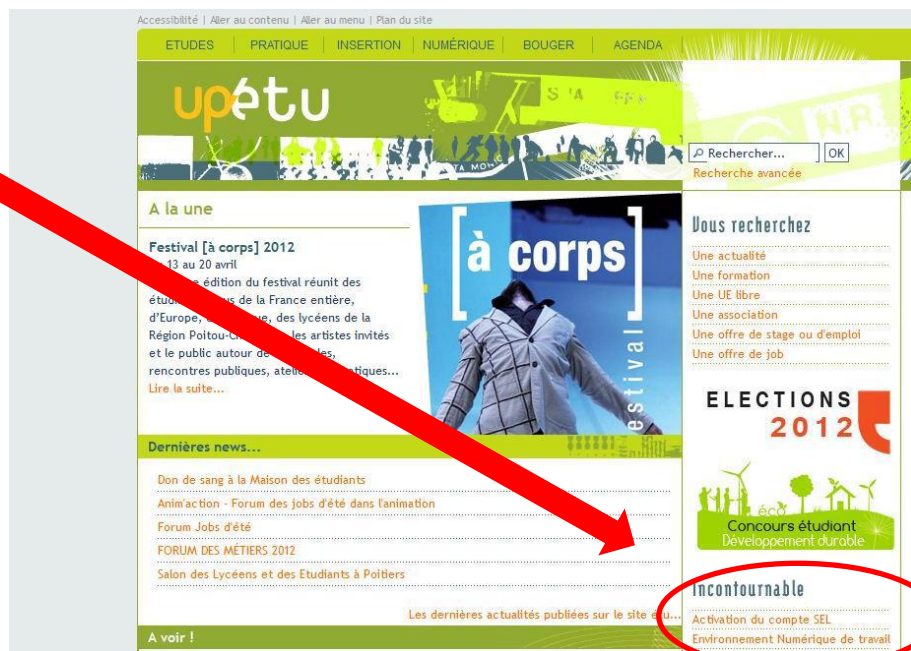 Accessibilité | Aller au contenu | Aller au menu | Plan du site
ETUDES | PRATIQUE | INSERTION | NUMÉRIQUE | BOUGER | AGENDA
upétu
S 'A
N.R.
TA MON
Rechercher... OK
Recherche avancée
A la une
Festival [à corps] 2012
13 au 20 avril
édition du festival réunit des
de la France entière,
d'Europe, des lycéens de la
Région les artistes invités
et le public autour de
rencontres publiques,
Lire la suite...
[à corps]
festival
Vous recherchez
Une actualité
Une formation
Une UE libre
Une association
Une offre de stage ou d'emploi
Une offre de job
ELECTIONS
2012
éco
Concours étudiant
Développement durable
Dernières news...
Don de sang à la Maison des étudiants
Anim'action - Forum des jobs d'été dans l'animation
Forum Jobs d'été
FORUM DES MÉTIERS 2012
Salon des Lycéens et des Etudiants à Poitiers
Les dernières actualités publiées sur le site
A voir !
Incontournable
Activation du compte SEL
Environnement Numérique de travail